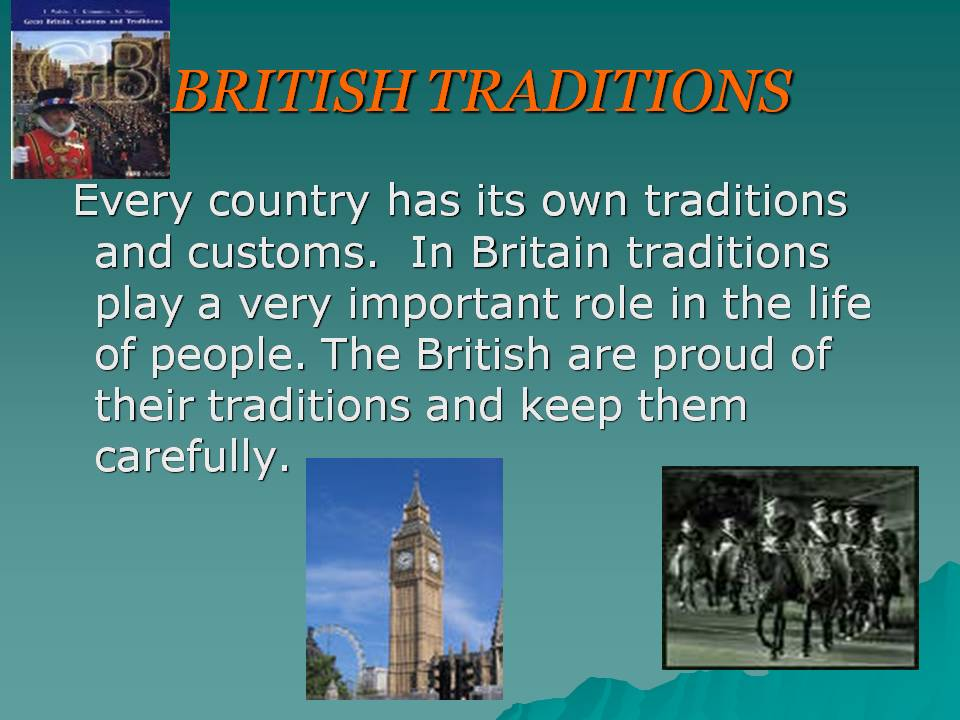 Great Britain: Customs and Traditions
GB
BRITISH TRADITIONS
Every country has its own traditions
and customs. In Britain traditions
play a very important role in the life
of people. The British are proud of
their traditions and keep them
carefully.